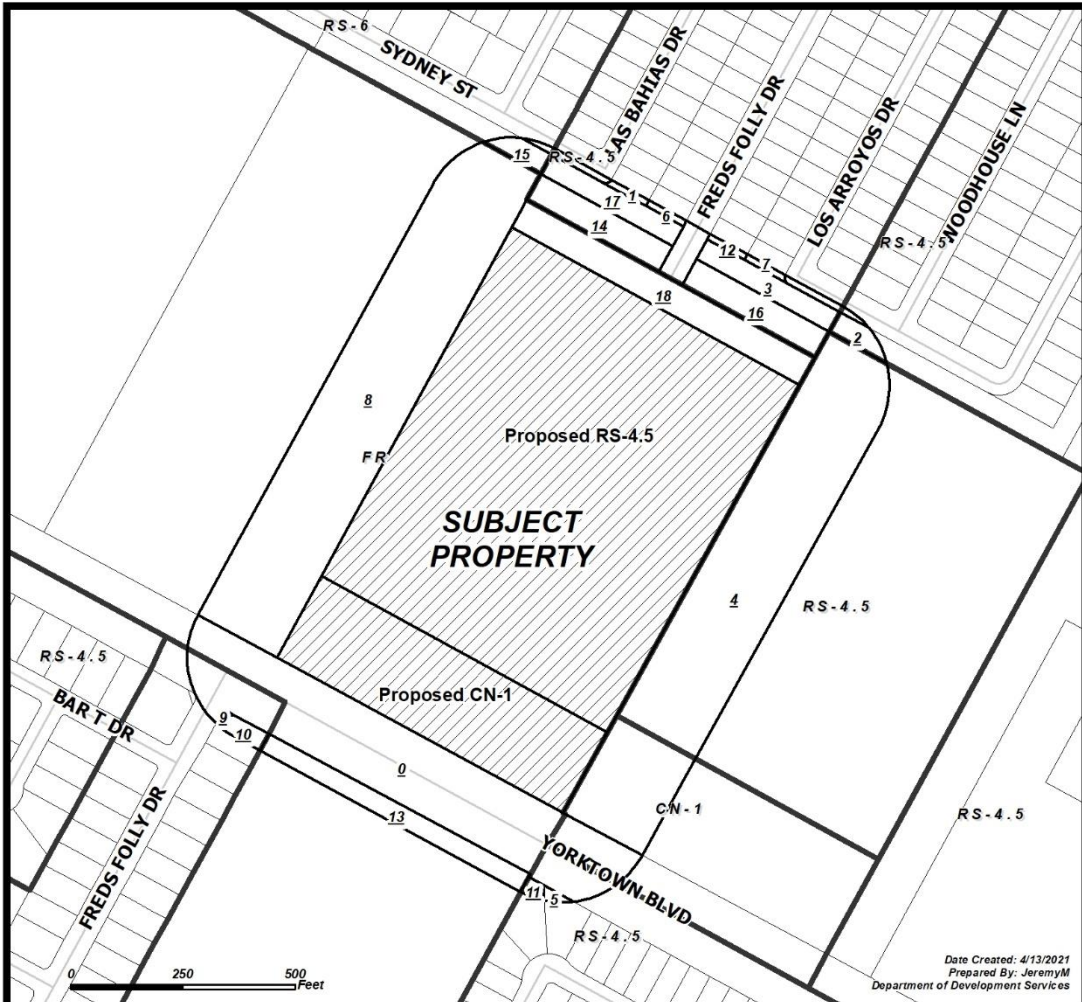 RS-6
SYDNEY ST
LAS BAHIAS DR
FREDS FOLLY DR
LOS ARROYOS DR
WOODHOUSE LN
RS-4.5
RS-4.5
15
1
17
6
14
12
7
3
18
16
2
8
FR
Proposed RS-4.5
SUBJECT
PROPERTY
4
RS-4.5
RS-4.5
BAR T DR
Proposed CN-1
9
10
0
13
CN-1
RS-4.5
FREDS FOLLY DR
YORKTOWN BLVD
11
5
RS-4.5
0 250 500
Feet
Date Created: 4/13/2021
Prepared By: JeremyM
Department of Development Services